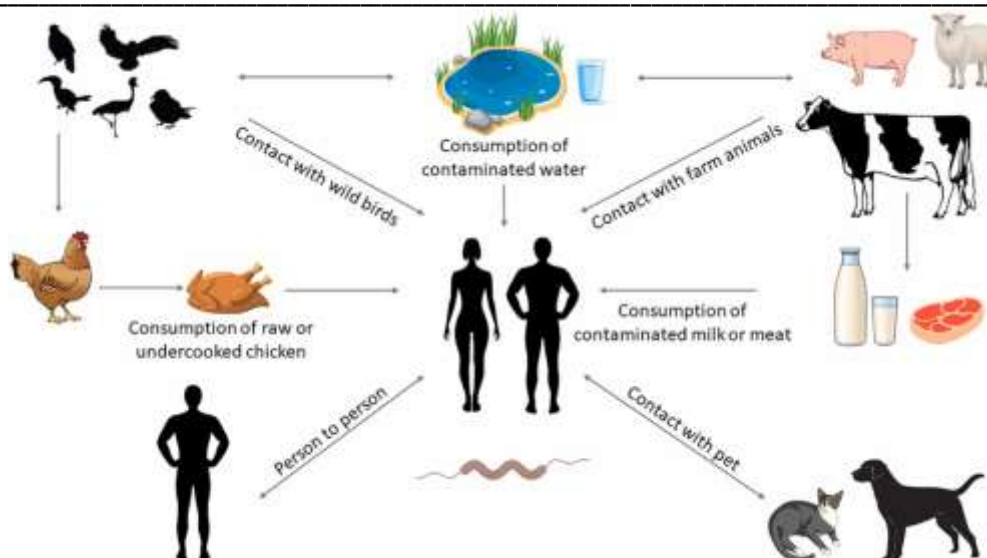 Consumption of
contaminated water
Contact with wild birds
Contact with farm animals
Consumption of raw or
undercooked chicken
Consumption of
contaminated milk or meat
Person to person
Contact with pet